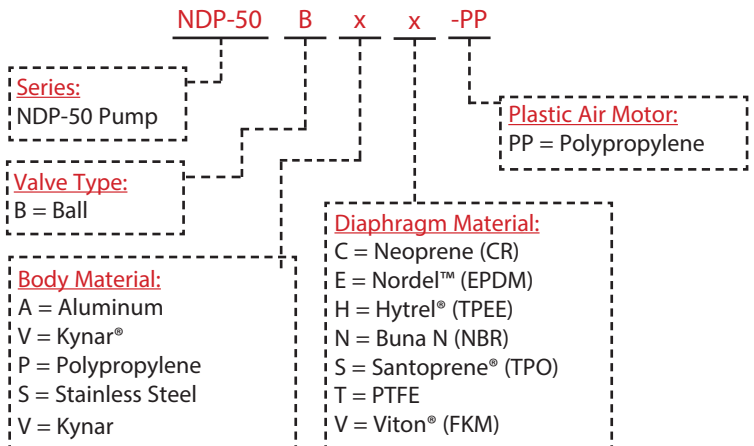 NDP-50 B x x -PP
Series:
NDP-50 Pump
Plastic Air Motor:
PP = Polypropylene
Valve Type:
B = Ball
Body Material:
A = Aluminum
V = Kynar®
P = Polypropylene
S = Stainless Steel
V = Kynar
Diaphragm Material:
C = Neoprene (CR)
E = Nordel™ (EPDM)
H = Hytrel® (TPEE)
N = Buna N (NBR)
S = Santoprene® (TPO)
T = PTFE
V = Viton® (FKM)